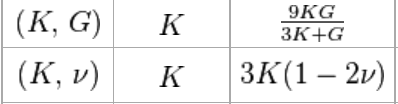 (K, G) K 9KG/3K+G
(K, ν) K 3K(1 − 2ν)